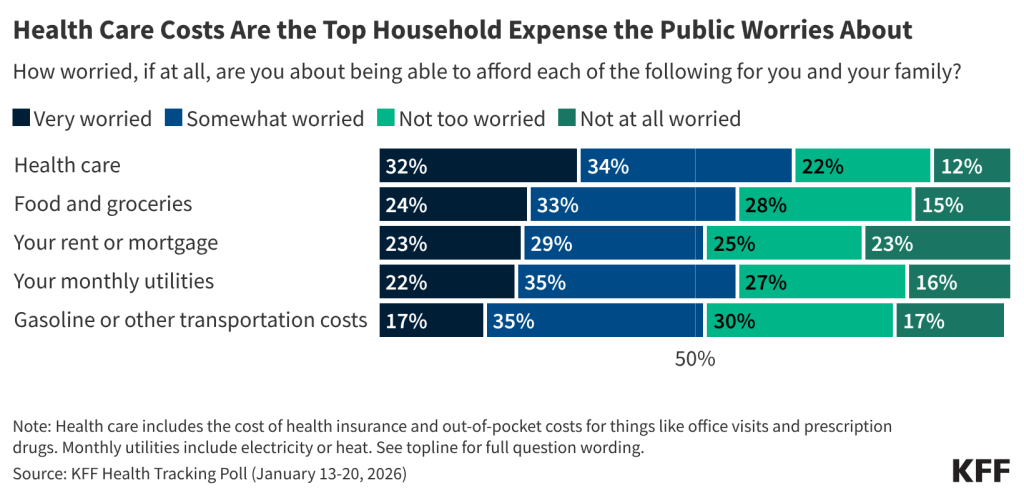 Health Care Costs Are the Top Household Expense the Public Worries About
How worried, if at all, are you about being able to afford each of the following for you and your family?
Very worried Somewhat worried Not too worried Not at all worried
Health care 32% 34% 22% 12%
Food and groceries 24% 33% 28% 15%
Your rent or mortgage 23% 29% 25% 23%
Your monthly utilities 22% 35% 27% 16%
Gasoline or other transportation costs 17% 35% 30% 17%
50%
Note: Health care includes the cost of health insurance and out-of-pocket costs for things like office visits and prescription
drugs. Monthly utilities include electricity or heat. See topline for full question wording.
Source: KFF Health Tracking Poll (January 13-20, 2026)
KFF